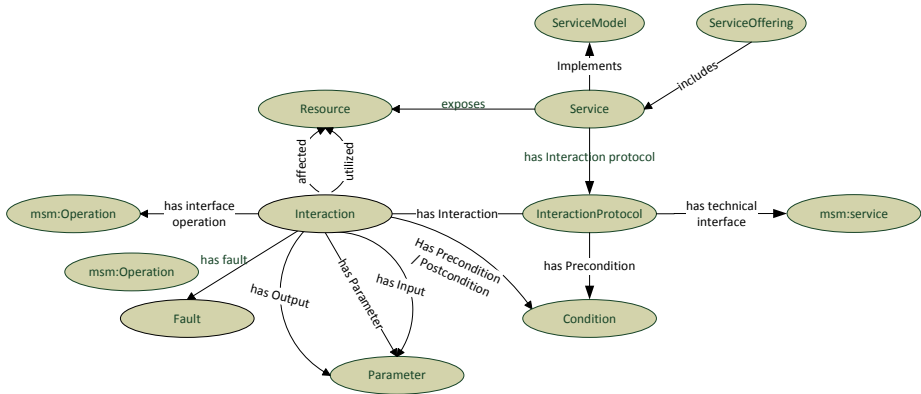 ServiceModel
ServiceOffering
Implements
includes
Resource
exposes
Service
affected
utilized
has Interaction protocol
msm:Operation
has interface
operation
Interaction
has Interaction
InteractionProtocol
has technical
interface
msm:service
msm:Operation
has fault
has Output
has Parameter
has Input
Has Precondition
/ Postcondition
has Precondition
Fault
Condition
Parameter